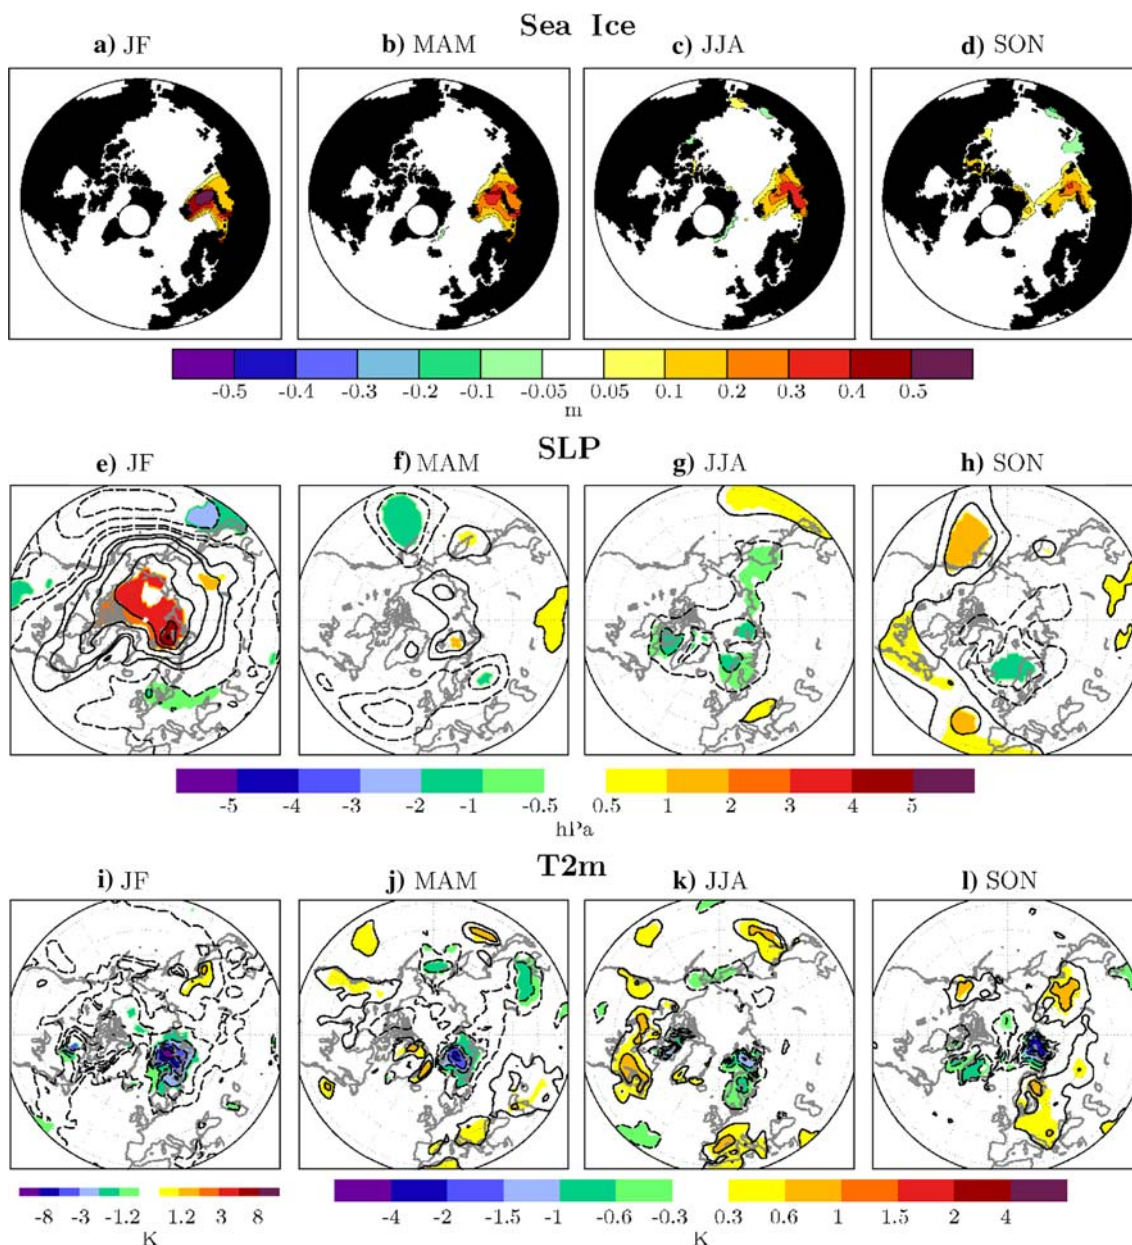 Sea Ice
a) JF b) MAM c) JJA d) SON
-0.5 -0.4 -0.3 -0.2 -0.1 -0.05 0.05 0.1 0.2 0.3 0.4 0.5
m
SLP
e) JF f) MAM g) JJA h) SON
-5 -4 -3 -2 -1 -0.5 0.5 1 2 3 4 5
hPa
T2m
i) JF j) MAM k) JJA l) SON
-8 -3 -1.2 1.2 3 8 -4 -2 -1.5 -1 -0.6 -0.3 0.3 0.6 1 1.5 2 4
K K